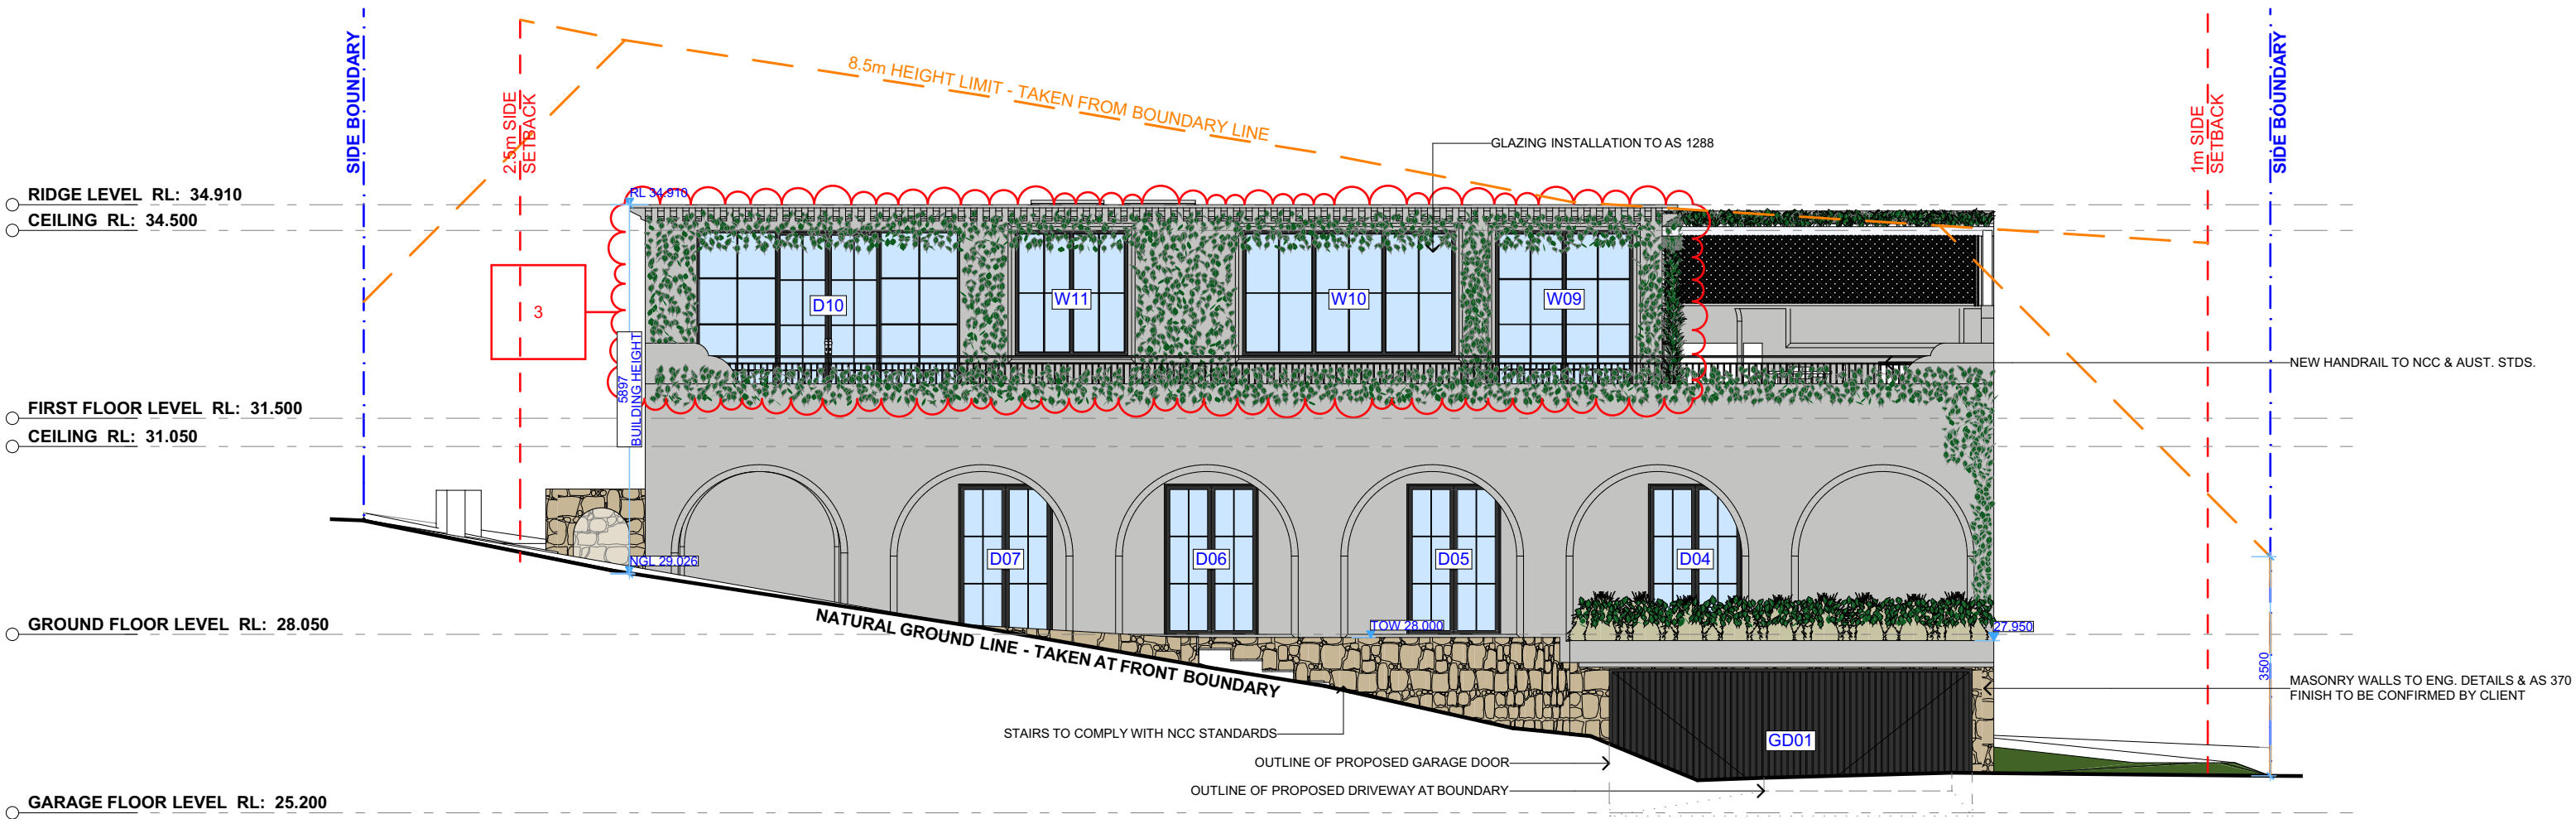 SIDE BOUNDARY
2.5m SIDE
SETBACK
8.5m HEIGHT LIMIT - TAKEN FROM BOUNDARY LINE
1m SIDE
SETBACK
SIDE BOUNDARY
GLAZING INSTALLATION TO AS 1288
RIDGE LEVEL RL: 34.910
RL 34.910
CEILING RL: 34.500
3
D10
W11
W10
W09
5897
BUILDING HEIGHT
NEW HANDRAIL TO NCC & AUST. STDS.
FIRST FLOOR LEVEL RL: 31.500
CEILING RL: 31.050
NGL 29.026
D07
D06
D05
D04
GROUND FLOOR LEVEL RL: 28.050
TOW 28.000
27.950
NATURAL GROUND LINE - TAKEN AT FRONT BOUNDARY
3500
MASONRY WALLS TO ENG. DETAILS & AS 370
FINISH TO BE CONFIRMED BY CLIENT
STAIRS TO COMPLY WITH NCC STANDARDS
GD01
OUTLINE OF PROPOSED GARAGE DOOR
OUTLINE OF PROPOSED DRIVEWAY AT BOUNDARY
GARAGE FLOOR LEVEL RL: 25.200